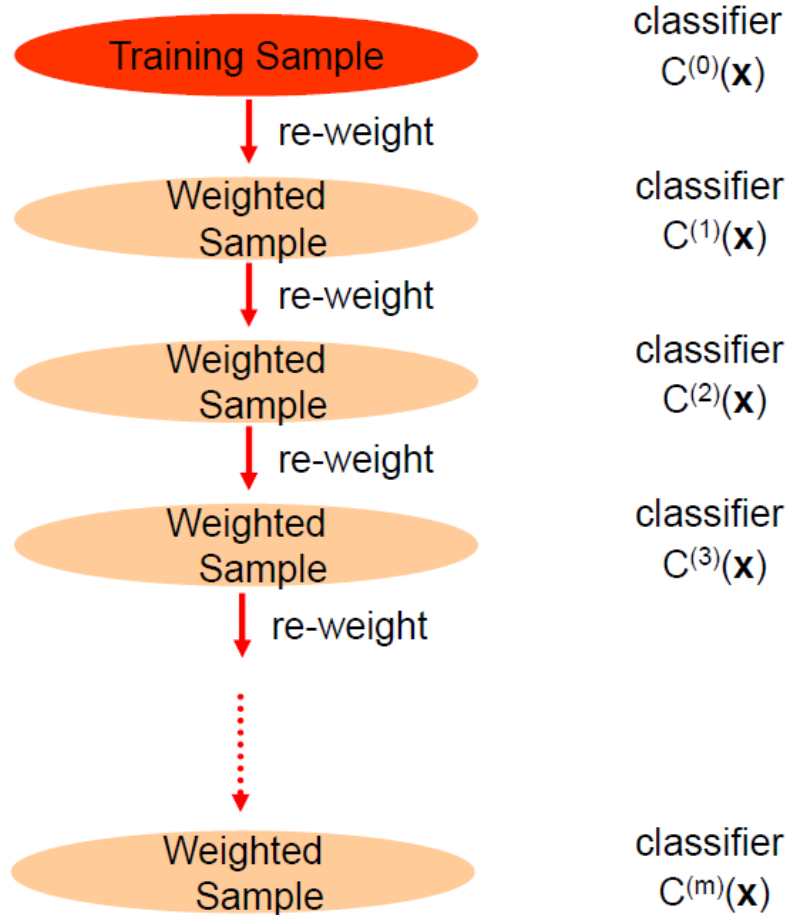 Training Sample
classifier
C⁽⁰⁾(x)
re-weight
Weighted
Sample
classifier
C⁽¹⁾(x)
re-weight
Weighted
Sample
classifier
C⁽²⁾(x)
re-weight
Weighted
Sample
classifier
C⁽³⁾(x)
re-weight
Weighted
Sample
classifier
C⁽ᵐ⁾(x)